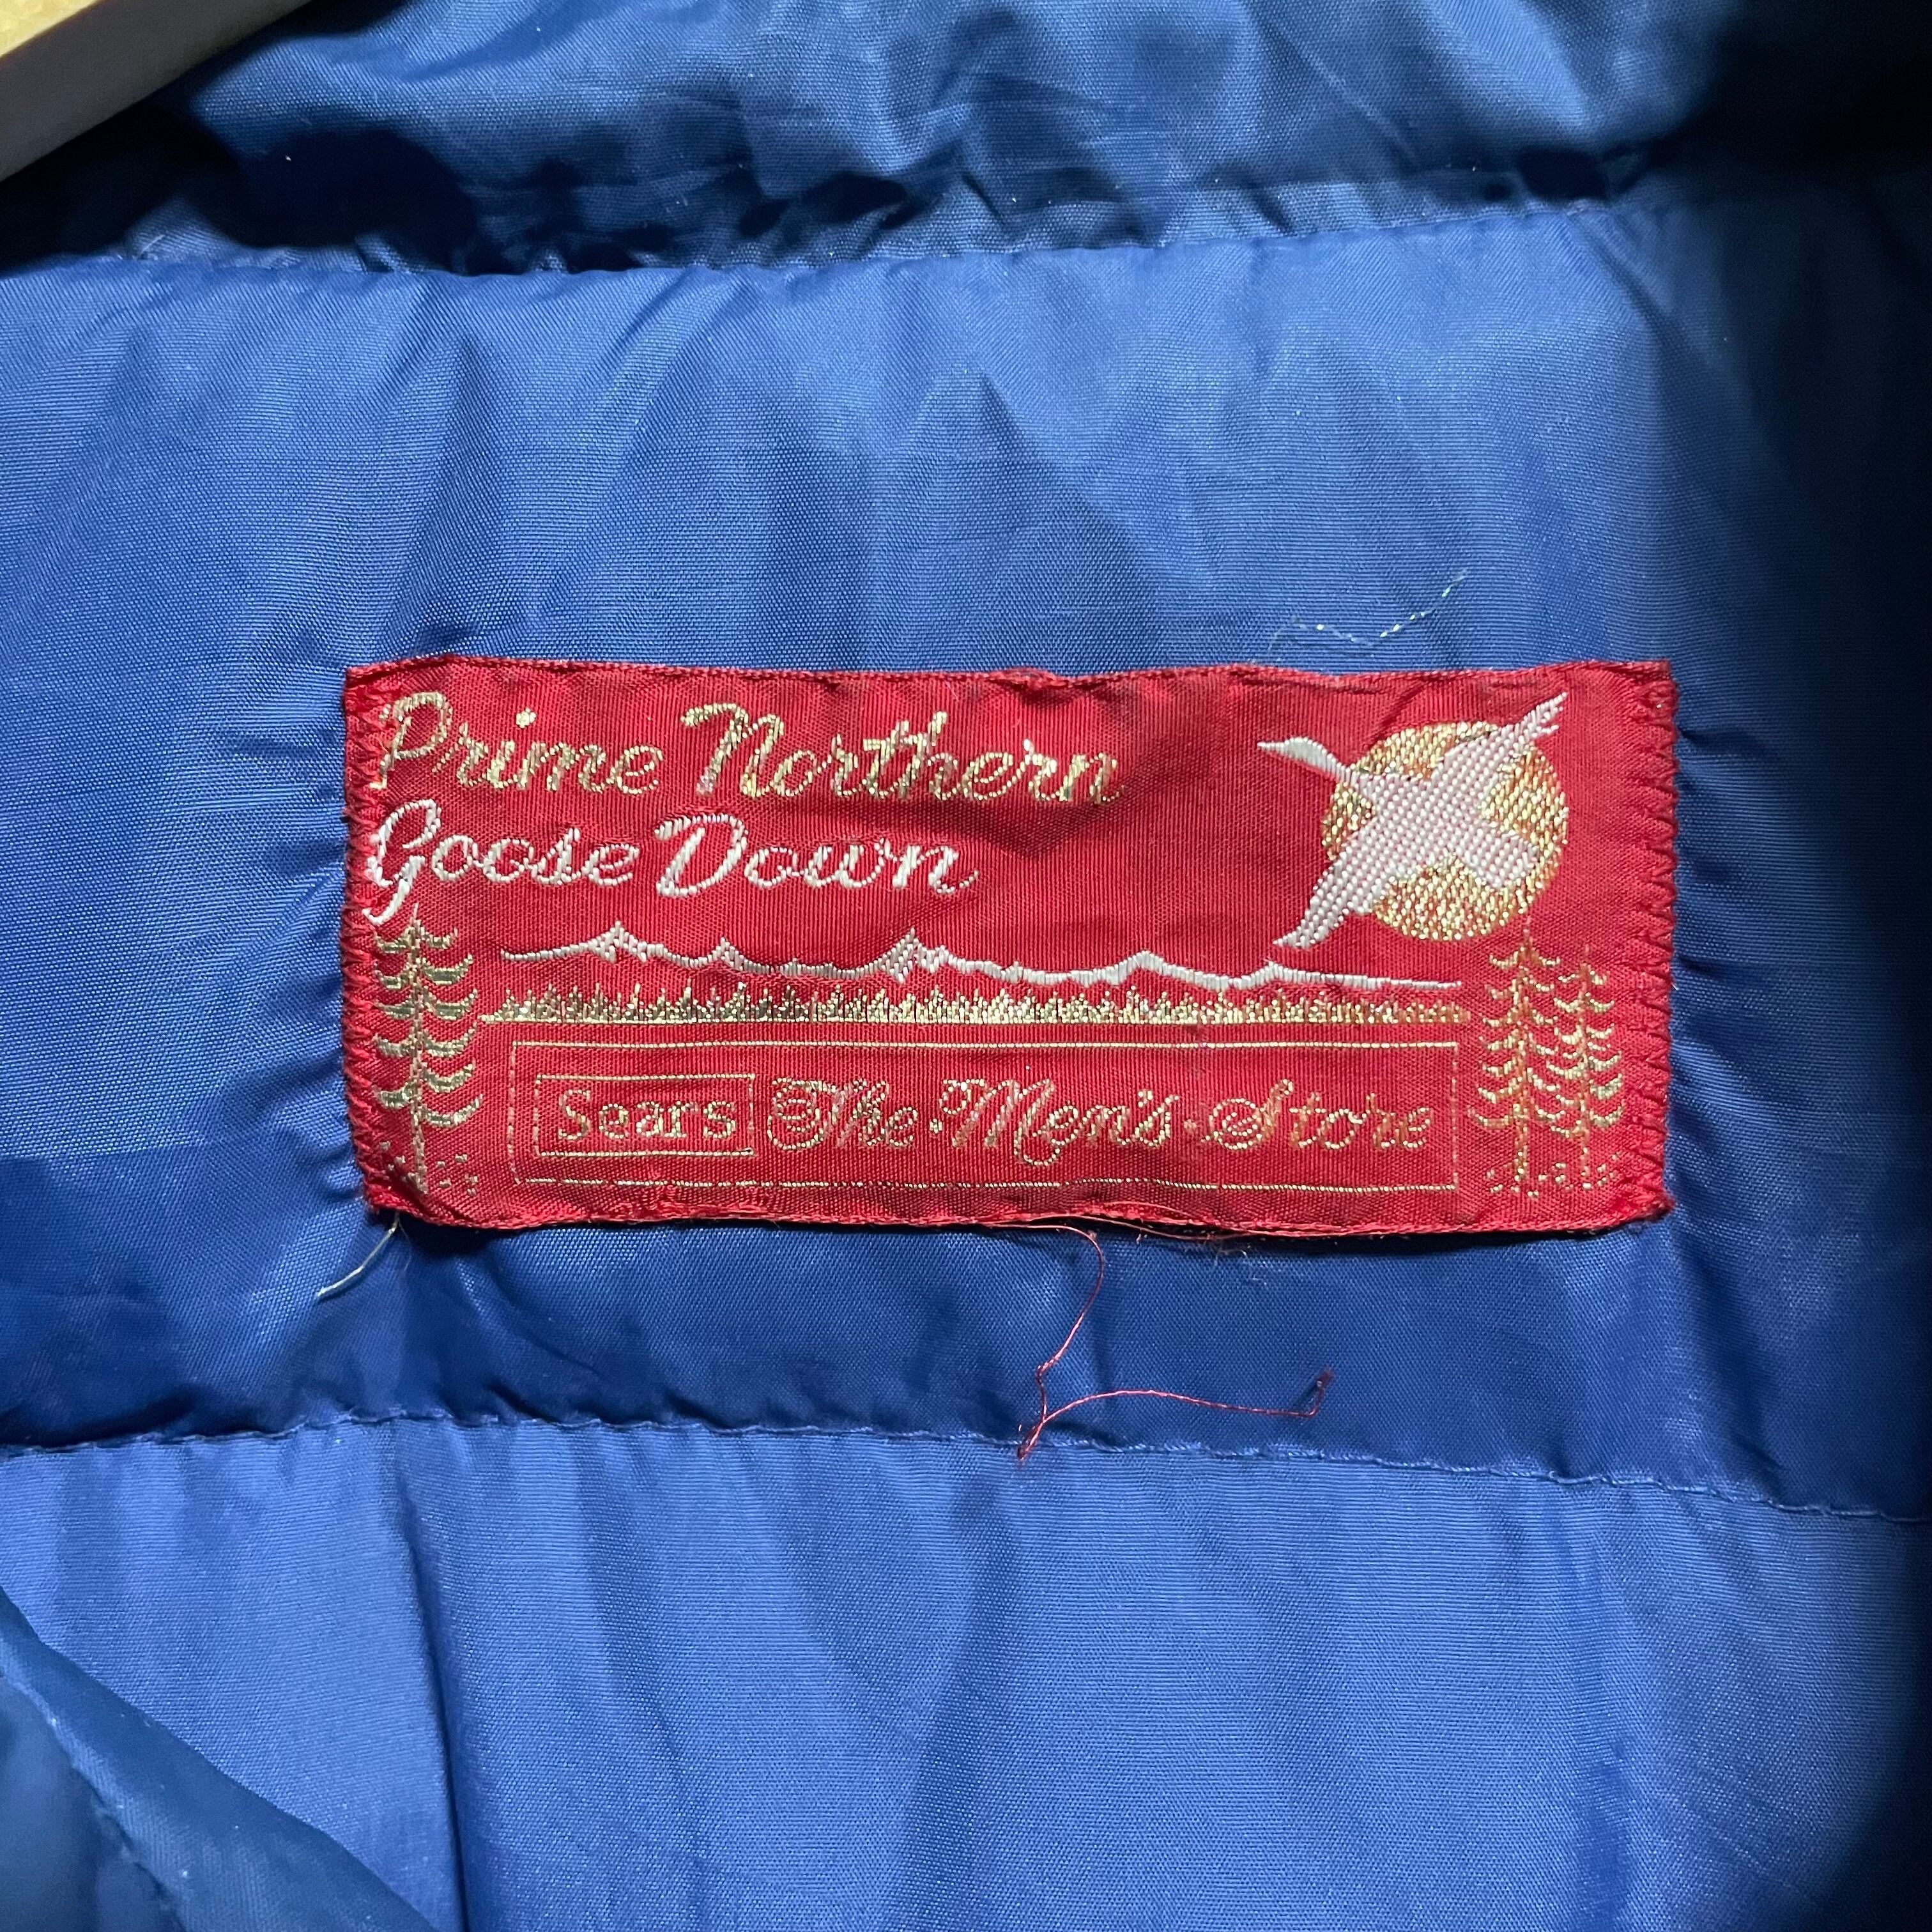 Prime Northern
Goose Down
Sears The Men's Store